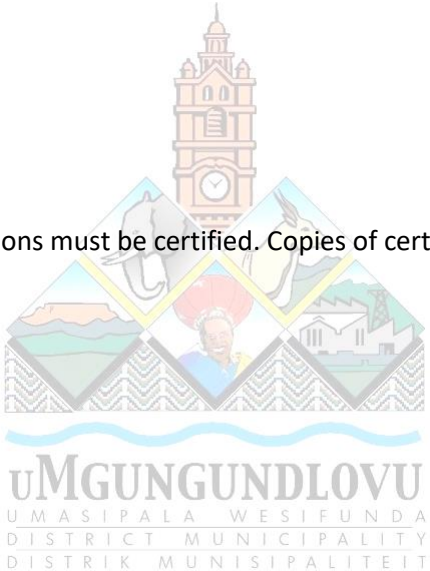 ons must be certified. Copies of cert
uMGUNGUNDLOVU
UMASIPALA WESIFUNDA
DISTRICT MUNICIPALITY
DISTRIK MUNISIPALITEIT